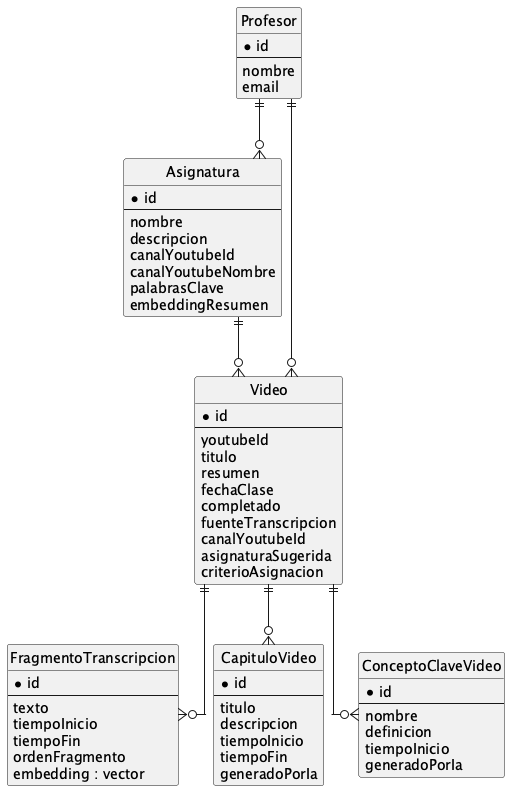 Profesor
id
nombre
email
Asignatura
id
nombre
descripcion
canalYoutubeId
canalYoutubeNombre
palabrasClave
embeddingResumen
Video
id
youtubeId
titulo
resumen
fechaClase
completado
fuenteTranscripcion
canalYoutubeId
asignaturaSugerida
criterioAsignacion
FragmentoTranscripcion
id
texto
tiempoInicio
tiempoFin
ordenFragmento
embedding : vector
CapituloVideo
id
titulo
descripcion
tiempoInicio
tiempoFin
generadoPorIa
ConceptoClaveVideo
id
nombre
definicion
tiempoInicio
generadoPorIa